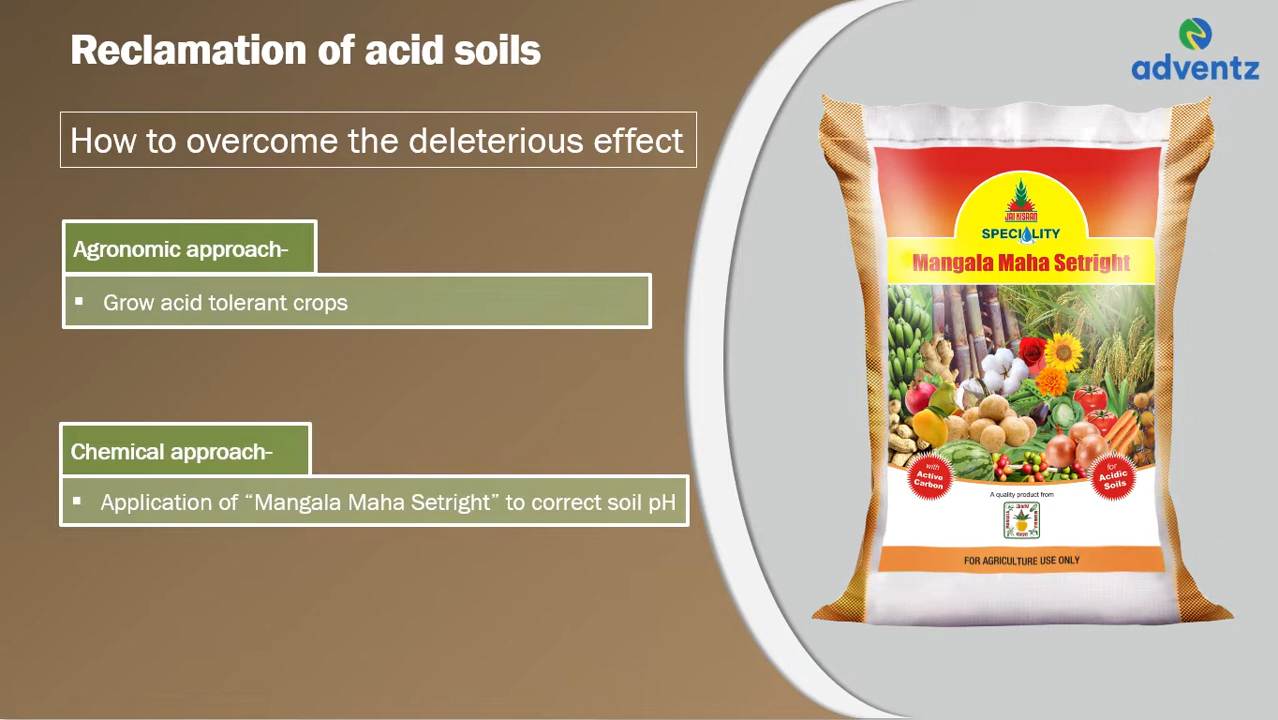 Reclamation of acid soils
adventz
How to overcome the deleterious effect
Agronomic approach-
▪ Grow acid tolerant crops
Chemical approach-
▪ Application of “Mangala Maha Setright” to correct soil pH
JAI KISAAN
SPECIALITY
Mangala Maha Setright
with
Active
Carbon
for
Acidic
Soils
A quality product from
FOR AGRICULTURE USE ONLY